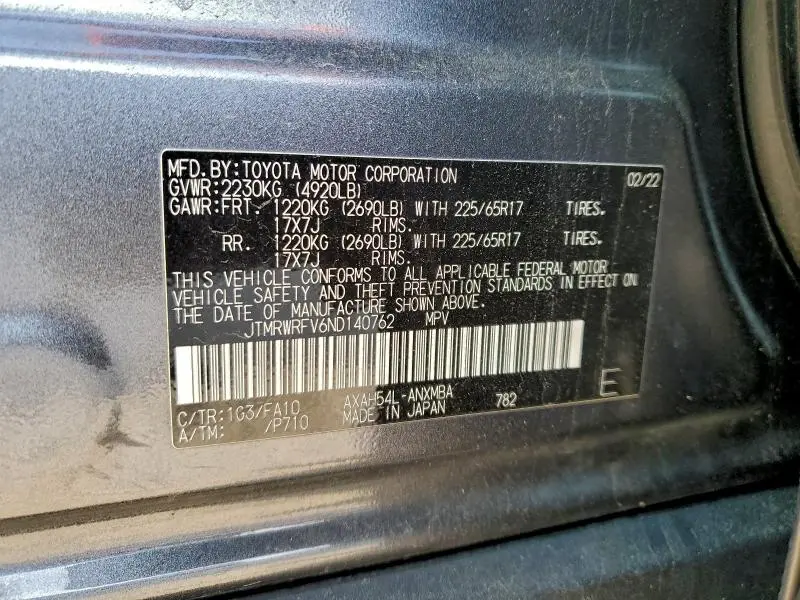 MFD.BY:TOYOTA MOTOR CORPORATION 02/22
GVWR:2230KG (4920LB)
GAWR:FRT. 1220KG (2690LB) WITH 225/65R17 TIRES.
17X7J RIMS.
RR. 1220KG (2690LB) WITH 225/65R17 TIRES.
17X7J RIMS.
THIS VEHICLE CONFORMS TO ALL APPLICABLE FEDERAL MOTOR
VEHICLE SAFETY AND THEFT PREVENTION STANDARDS IN EFFECT ON
THE DATE OF MANUFACTURE SHOWN ABOVE.
JTMRWRFV6ND140762 MPV
C/TR:1G3/FA10 AXAH54L-ANXMBA 782 E
A/TM: /P710 MADE IN JAPAN